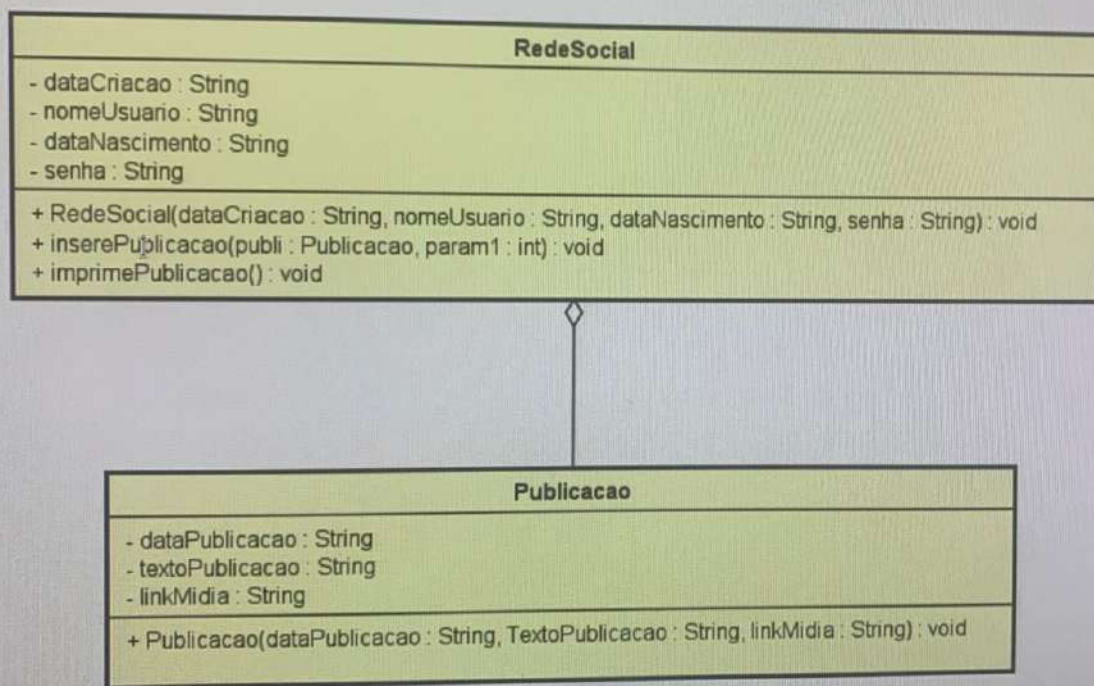 RedeSocial
- dataCriacao : String
- nomeUsuario : String
- dataNascimento : String
- senha : String
+ RedeSocial(dataCriacao : String, nomeUsuario : String, dataNascimento : String, senha : String) : void
+ inserePublicacao(publi : Publicacao, param1 : int) : void
+ imprimePublicacao() : void
Publicacao
- dataPublicacao : String
- textoPublicacao : String
- linkMidia : String
+ Publicacao(dataPublicacao : String, TextoPublicacao : String, linkMidia : String) : void